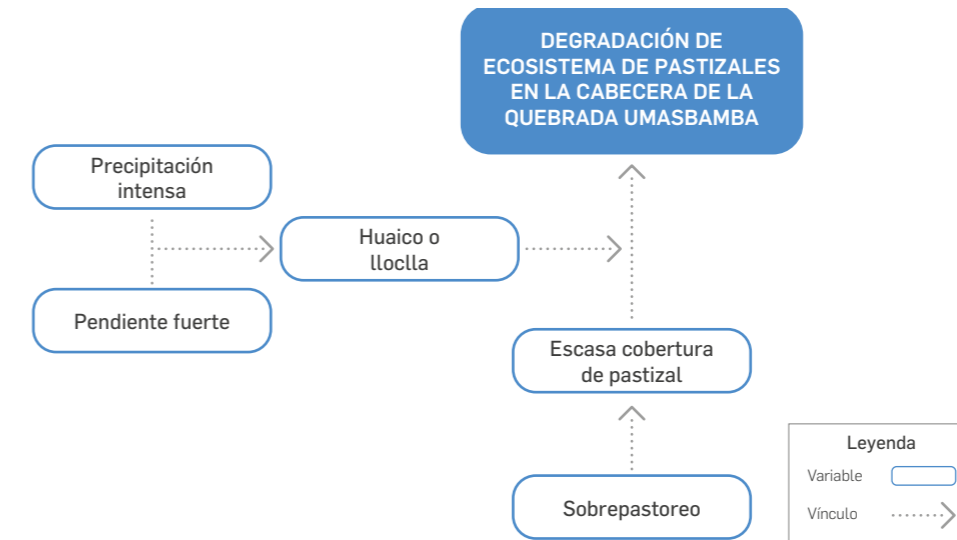 DEGRADACIÓN DE
ECOSISTEMA DE PASTIZALES
EN LA CABECERA DE LA
QUEBRADA UMASBAMBA
Precipitación
intensa
Huaico o
lloclla
Pendiente fuerte
Escasa cobertura
de pastizal
Sobrepastoreo
Leyenda
Variable
Vínculo